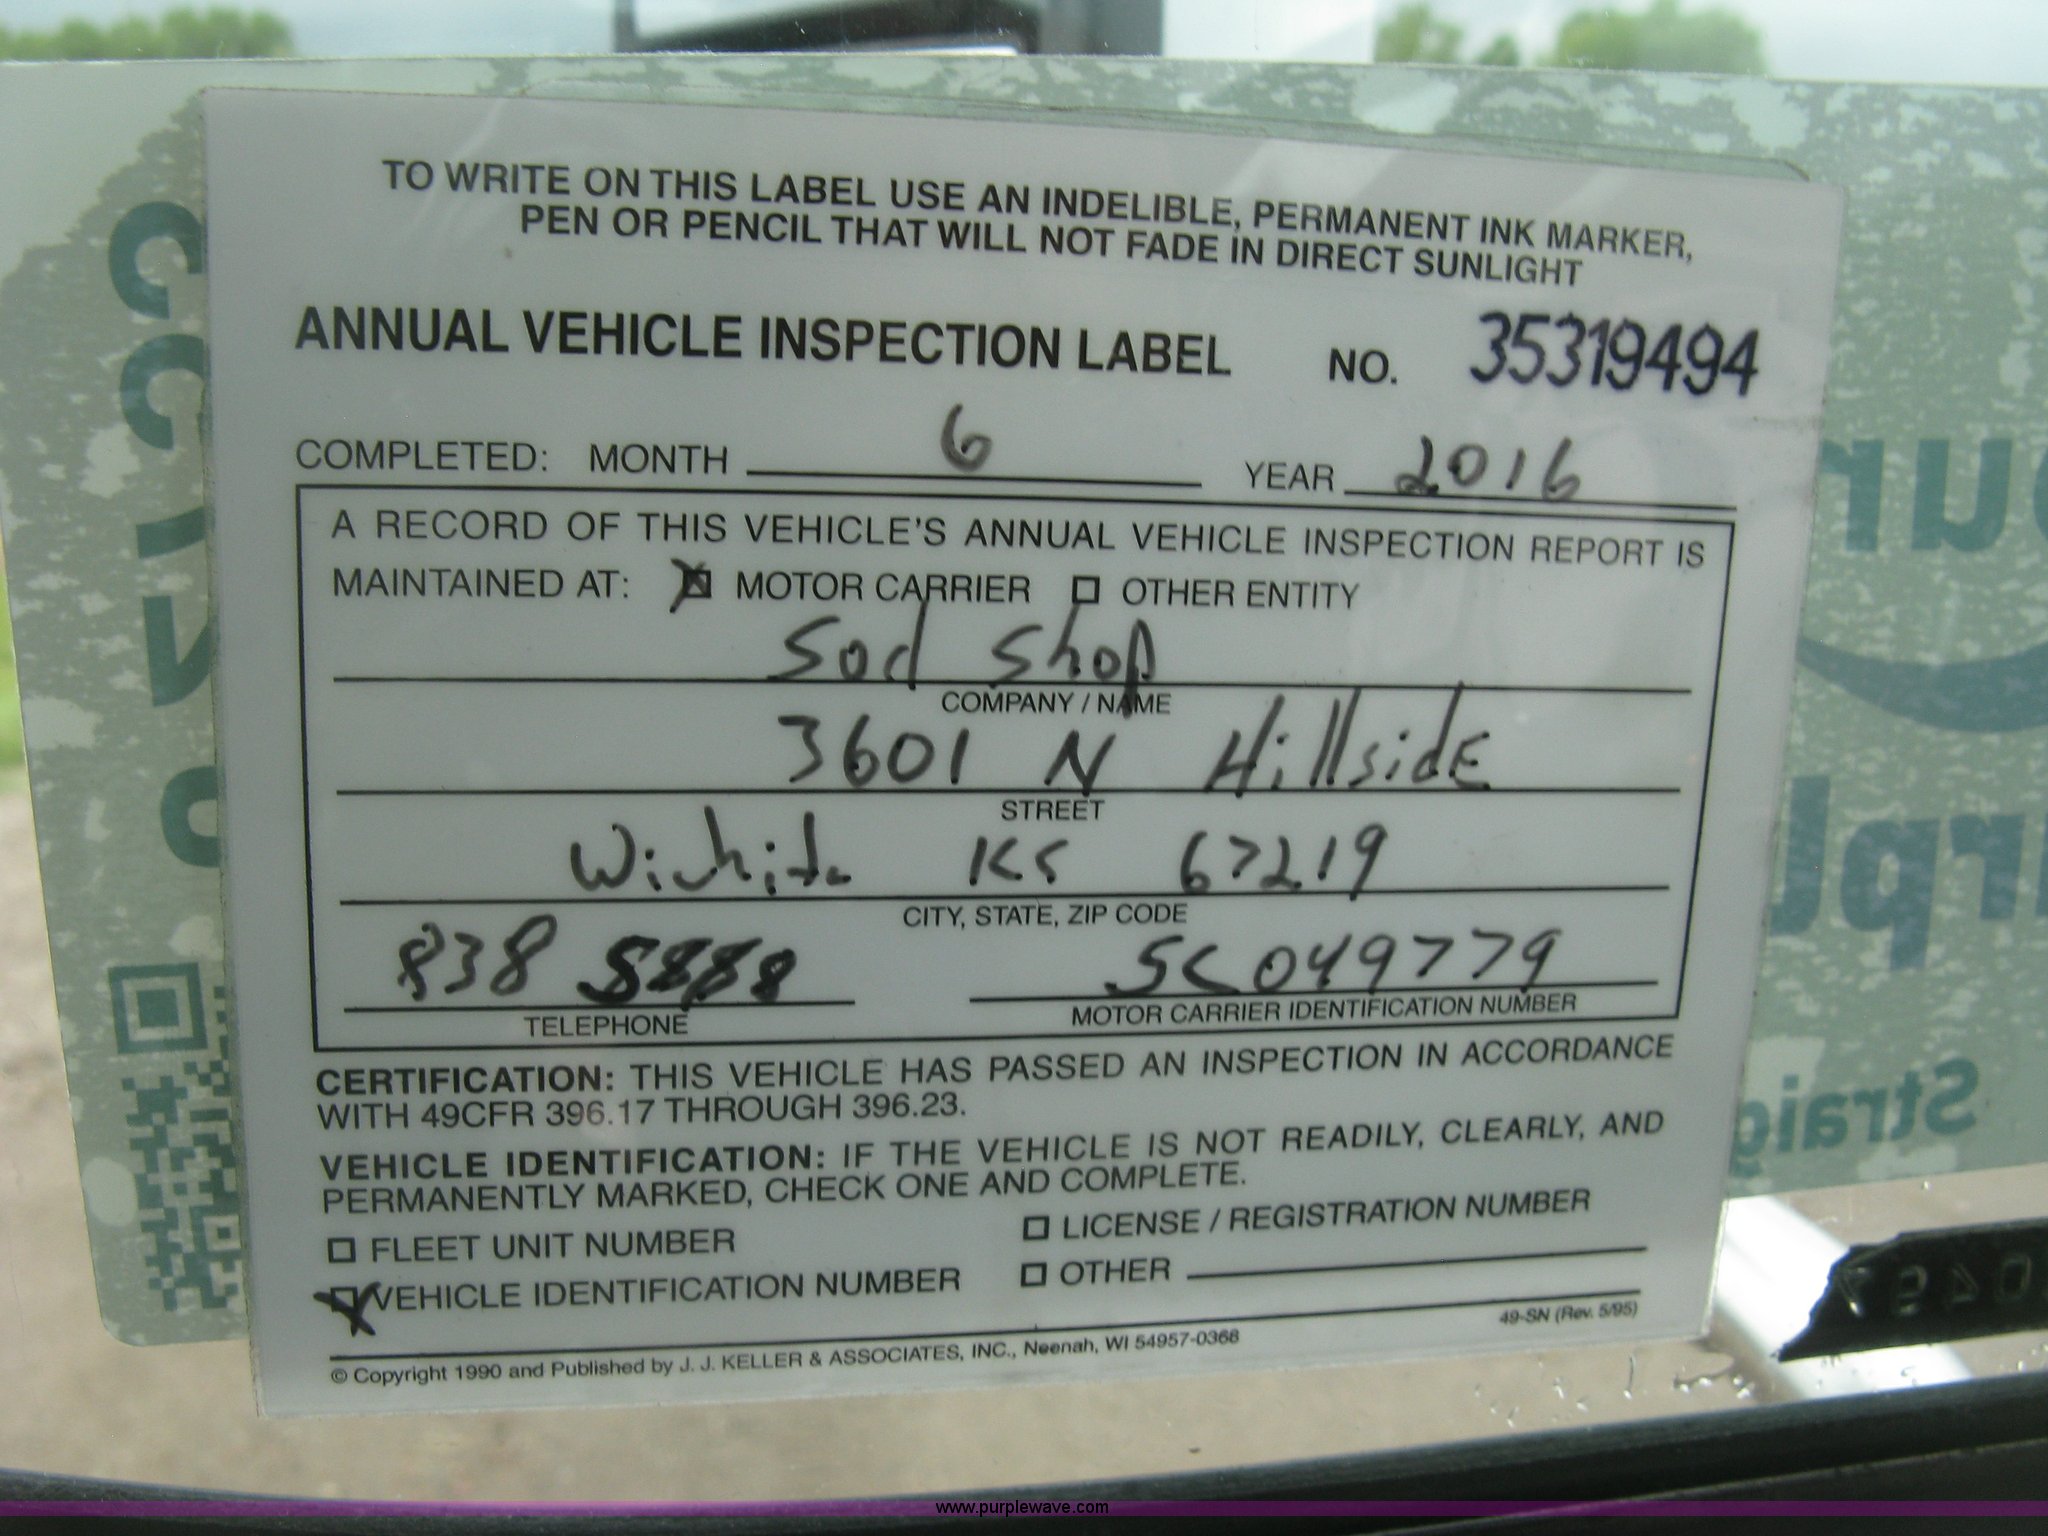 TO WRITE ON THIS LABEL USE AN INDELIBLE, PERMANENT INK MARKER,
PEN OR PENCIL THAT WILL NOT FADE IN DIRECT SUNLIGHT
ANNUAL VEHICLE INSPECTION LABEL NO. 35319494
COMPLETED: MONTH 6 YEAR 2016
A RECORD OF THIS VEHICLE'S ANNUAL VEHICLE INSPECTION REPORT IS
MAINTAINED AT: MOTOR CARRIER OTHER ENTITY
Sod Shop
COMPANY / NAME
3601 N Hillside
STREET
Wichita KS 67219
CITY, STATE, ZIP CODE
838 SC049779
TELEPHONE MOTOR CARRIER IDENTIFICATION NUMBER
CERTIFICATION: THIS VEHICLE HAS PASSED AN INSPECTION IN ACCORDANCE
WITH 49CFR 396.17 THROUGH 396.23.
VEHICLE IDENTIFICATION: IF THE VEHICLE IS NOT READILY, CLEARLY, AND
PERMANENTLY MARKED, CHECK ONE AND COMPLETE.
FLEET UNIT NUMBER LICENSE / REGISTRATION NUMBER
VEHICLE IDENTIFICATION NUMBER OTHER
49-SN (Rev. 5/95)
© Copyright 1990 and Published by J. J. KELLER & ASSOCIATES, INC., Neenah, WI 54957-0368
www.purplewave.com